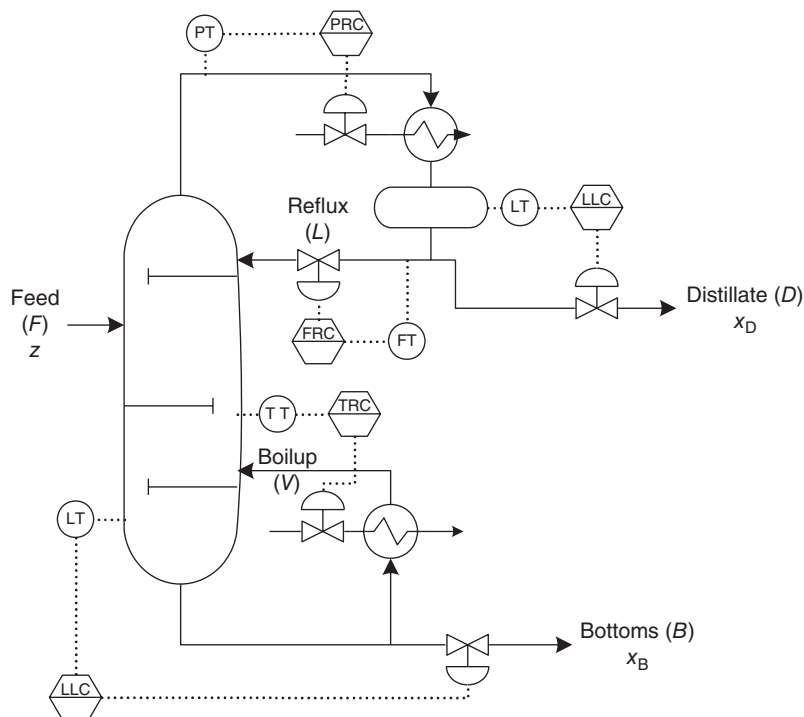 PT
PRC
LT
LLC
Reflux
(L)
Feed
(F)
z
FRC
FT
Distillate (D)
xD
T T
TRC
Boilup
(V)
LT
LLC
Bottoms (B)
xB